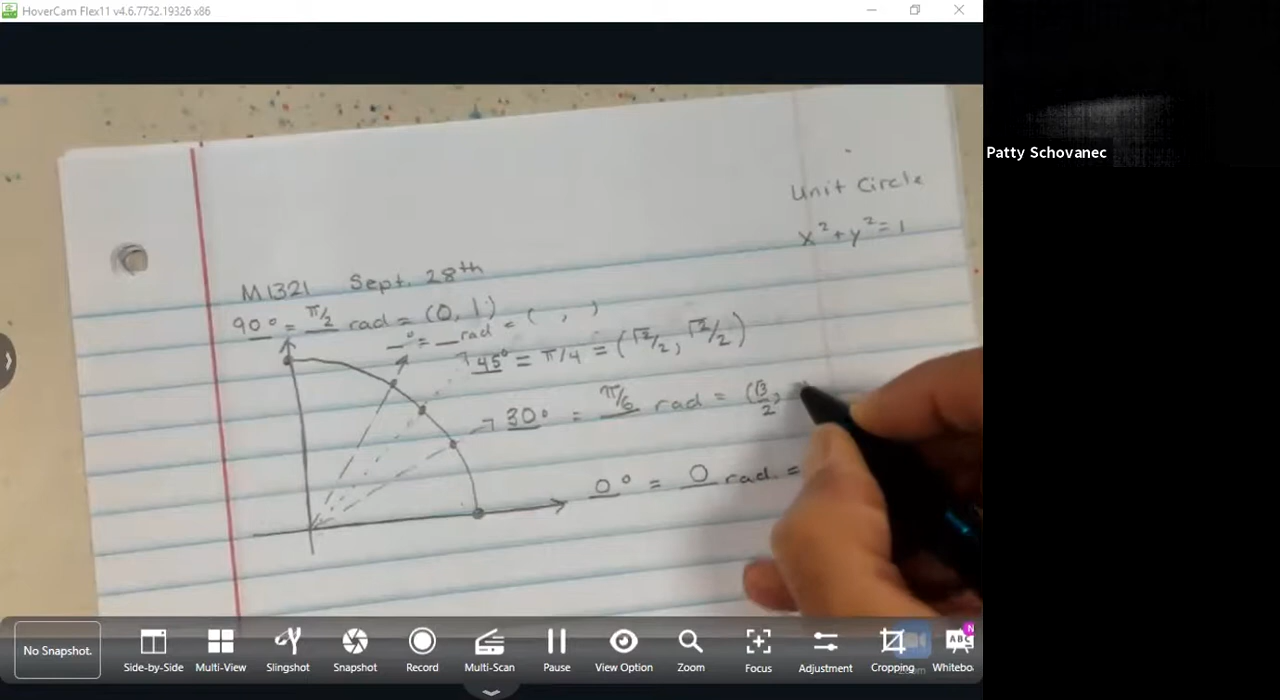 HoverCam Flex11 v4.6.7752.19326 x86
Patty Schovanec
Unit Circle
x²+y²=1
M1321 Sept. 28th
90° = π/2 rad = (0, 1)
_° = _ rad = ( , )
45° = π/4 = (√2/2, √2/2)
30° = π/6 rad = (√3/2,
0° = 0 rad. =
No Snapshot.
Side-by-Side
Multi-View
Slingshot
Snapshot
Record
Multi-Scan
Pause
View Option
Zoom
Focus
Adjustment
Cropping
Whiteboa
ABC
N